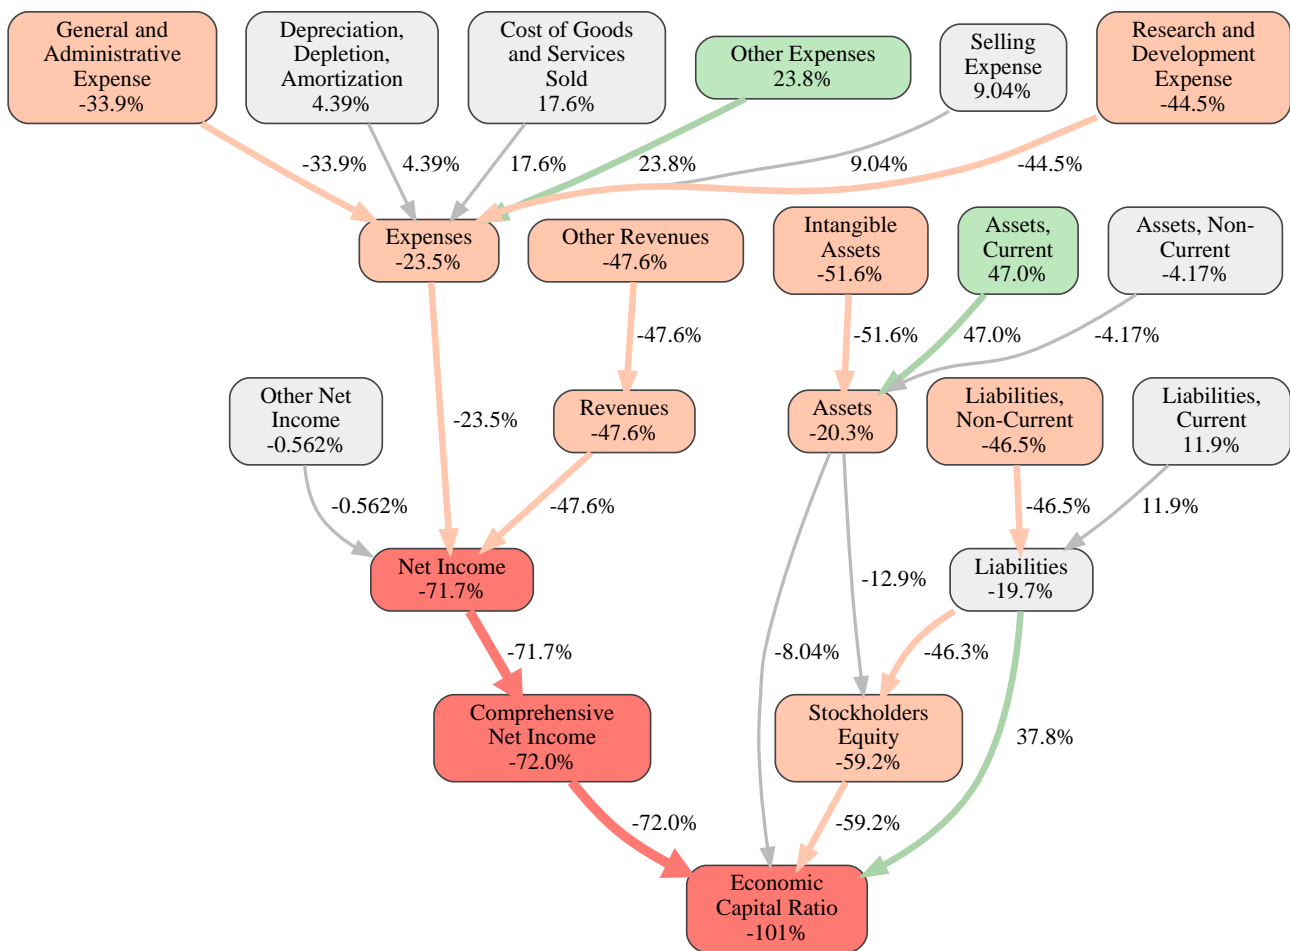 General and
Administrative
Expense
-33.9%
Depreciation,
Depletion,
Amortization
4.39%
Cost of Goods
and Services
Sold
17.6%
Other Expenses
23.8%
Selling
Expense
9.04%
Research and
Development
Expense
-44.5%
-33.9%
4.39%
17.6%
23.8%
9.04%
-44.5%
Expenses
-23.5%
Other Revenues
-47.6%
Intangible
Assets
-51.6%
Assets,
Current
47.0%
Assets, Non-
Current
-4.17%
-47.6%
-51.6%
47.0%
-4.17%
Other Net
Income
-0.562%
-23.5%
Revenues
-47.6%
Assets
-20.3%
Liabilities,
Non-Current
-46.5%
Liabilities,
Current
11.9%
-0.562%
-47.6%
-46.5%
11.9%
Net Income
-71.7%
-12.9%
Liabilities
-19.7%
-71.7%
-8.04%
-46.3%
Comprehensive
Net Income
-72.0%
Stockholders
Equity
-59.2%
37.8%
-72.0%
-59.2%
Economic
Capital Ratio
-101%